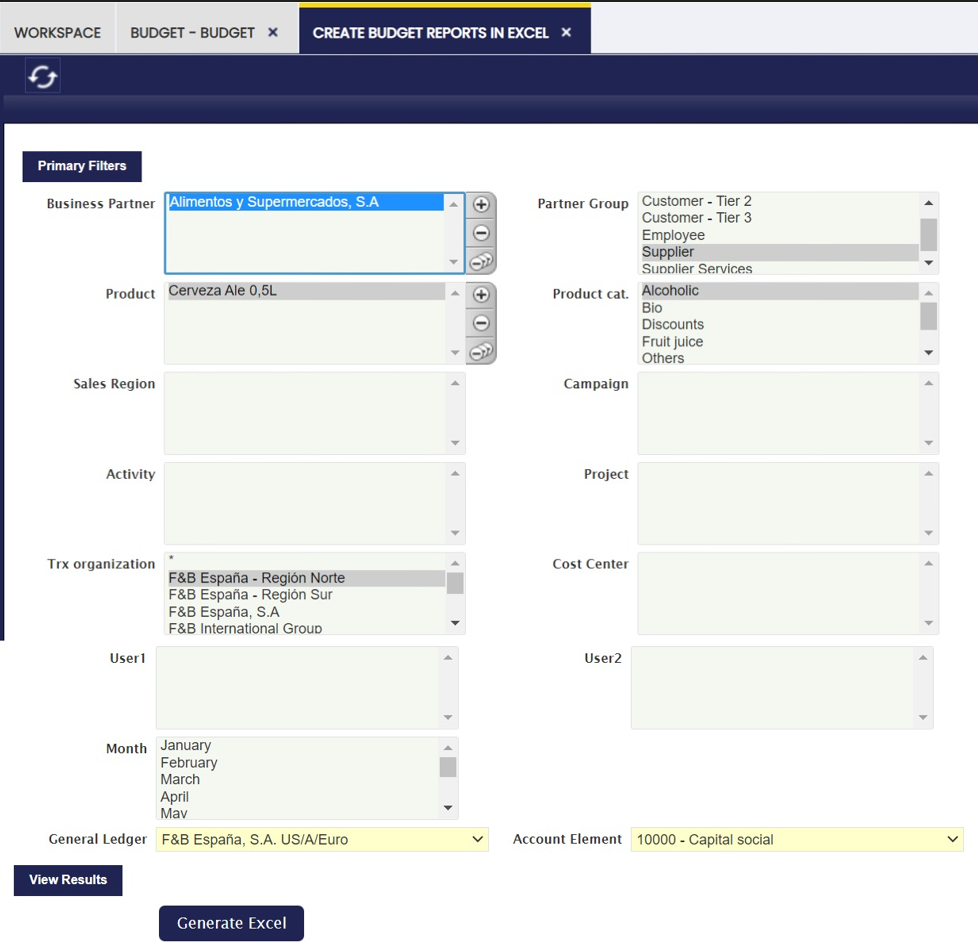 WORKSPACE
BUDGET - BUDGET
CREATE BUDGET REPORTS IN EXCEL
Primary Filters
Business Partner
Alimentos y Supermercados, S.A
Partner Group
Customer - Tier 2
Customer - Tier 3
Employee
Supplier
Supplier Services
Product
Cerveza Ale 0,5L
Product cat.
Alcoholic
Bio
Discounts
Fruit juice
Others
Sales Region
Campaign
Activity
Project
Trx organization
*
F&B España - Región Norte
F&B España - Región Sur
F&B España, S.A
F&B International Group
Cost Center
User1
User2
Month
January
February
March
April
May
General Ledger
F&B España, S.A. US/A/Euro
Account Element
10000 - Capital social
View Results
Generate Excel